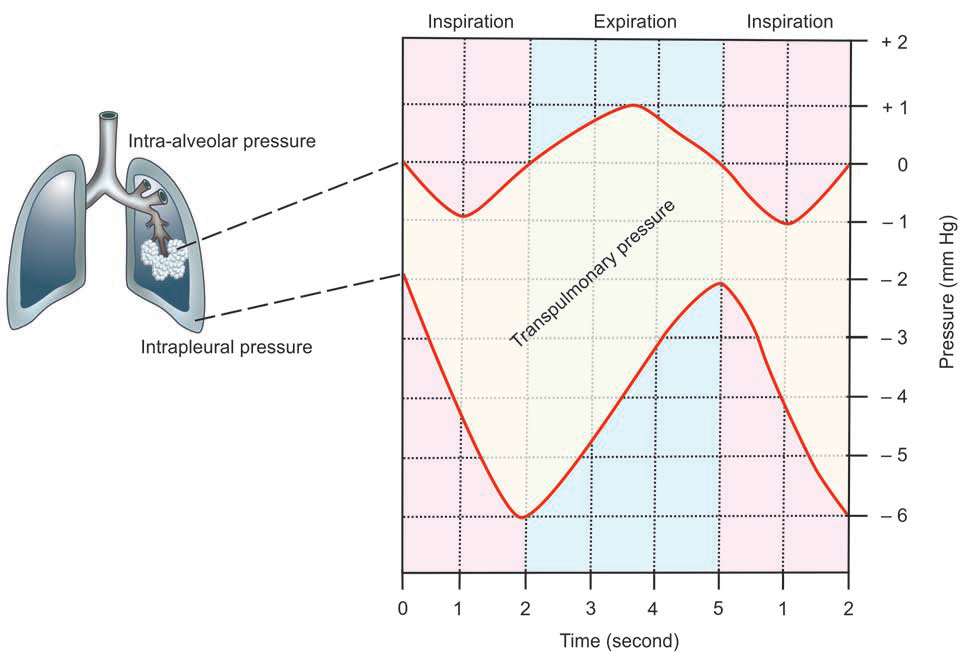 Inspiration Expiration Inspiration
+ 2
+ 1
Intra-alveolar pressure
0
– 1
Transpulmonary pressure
Pressure (mm Hg)
– 2
– 3
Intrapleural pressure
– 4
– 5
– 6
0 1 2 3 4 5 1 2
Time (second)